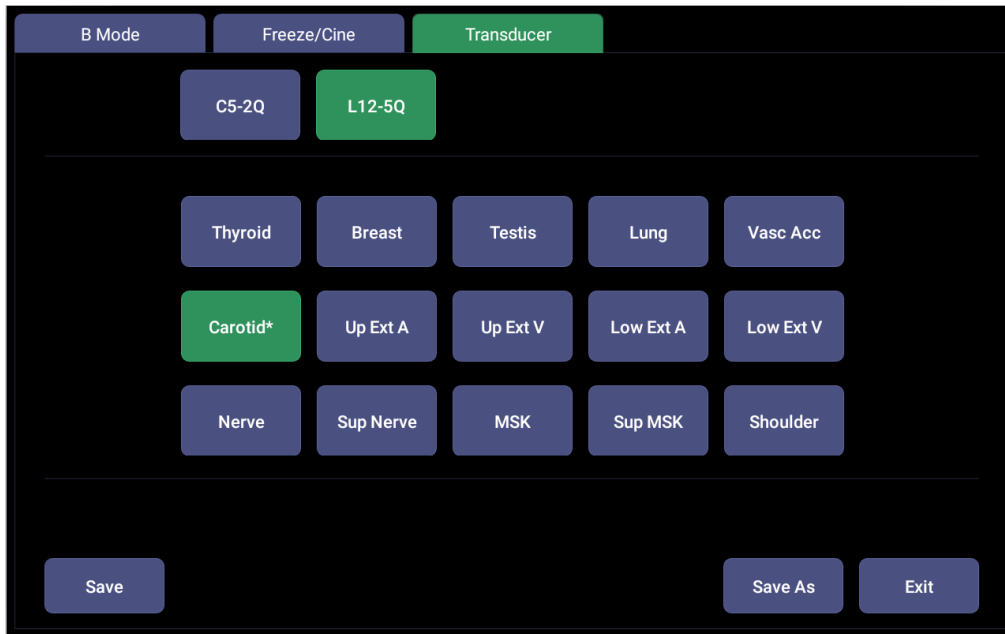 B Mode Freeze/Cine Transducer
C5-2Q L12-5Q
Thyroid Breast Testis Lung Vasc Acc
Carotid* Up Ext A Up Ext V Low Ext A Low Ext V
Nerve Sup Nerve MSK Sup MSK Shoulder
Save Save As Exit